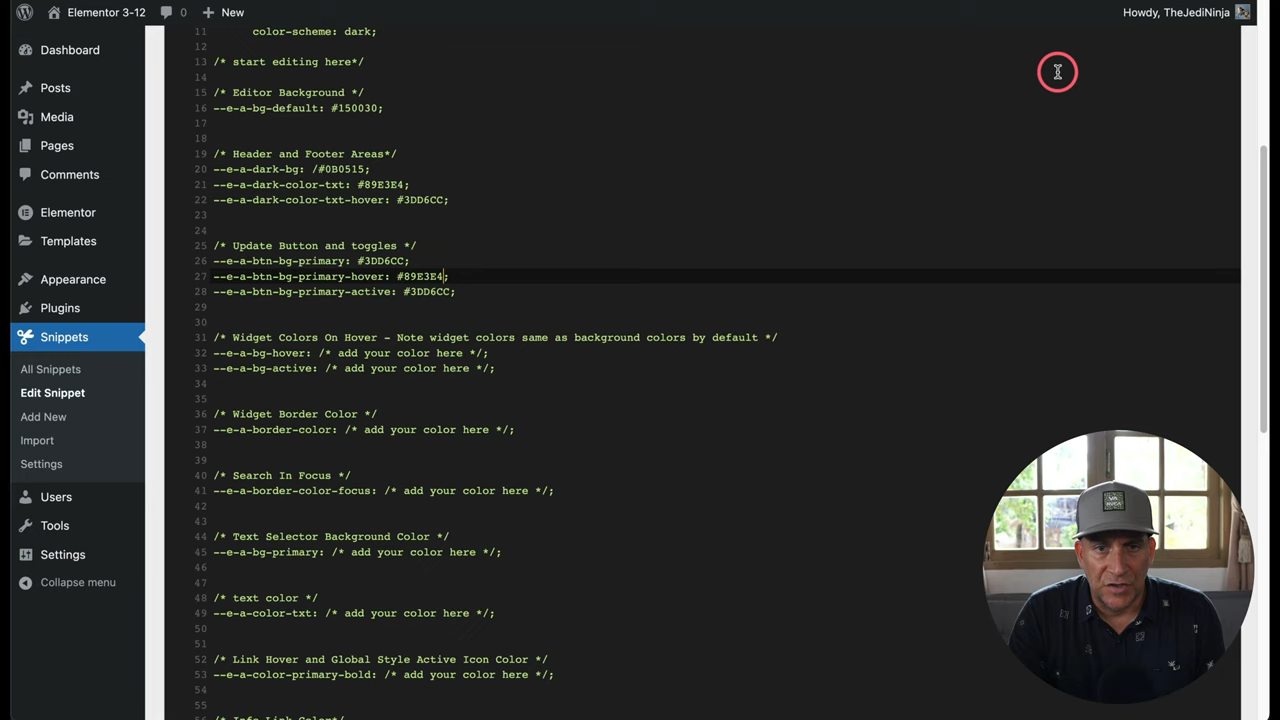 Elementor 3-12
0
New
Howdy, TheJediNinja
Dashboard
Posts
Media
Pages
Comments
Elementor
Templates
Appearance
Plugins
Snippets
All Snippets
Edit Snippet
Add New
Import
Settings
Users
Tools
Settings
Collapse menu
11 color-scheme: dark;
12
13 /* start editing here*/
14
15 /* Editor Background */
16 --e-a-bg-default: #150030;
17
18
19 /* Header and Footer Areas*/
20 --e-a-dark-bg: /#0B0515;
21 --e-a-dark-color-txt: #89E3E4;
22 --e-a-dark-color-txt-hover: #3DD6CC;
23
24
25 /* Update Button and toggles */
26 --e-a-btn-bg-primary: #3DD6CC;
27 --e-a-btn-bg-primary-hover: #89E3E4;
28 --e-a-btn-bg-primary-active: #3DD6CC;
29
30
31 /* Widget Colors On Hover - Note widget colors same as background colors by default */
32 --e-a-bg-hover: /* add your color here */;
33 --e-a-bg-active: /* add your color here */;
34
35
36 /* Widget Border Color */
37 --e-a-border-color: /* add your color here */;
38
39
40 /* Search In Focus */
41 --e-a-border-color-focus: /* add your color here */;
42
43
44 /* Text Selector Background Color */
45 --e-a-bg-primary: /* add your color here */;
46
47
48 /* text color */
49 --e-a-color-txt: /* add your color here */;
50
51
52 /* Link Hover and Global Style Active Icon Color */
53 --e-a-color-primary-bold: /* add your color here */;
54
55
56 /* Info Link Color*/
RVCA